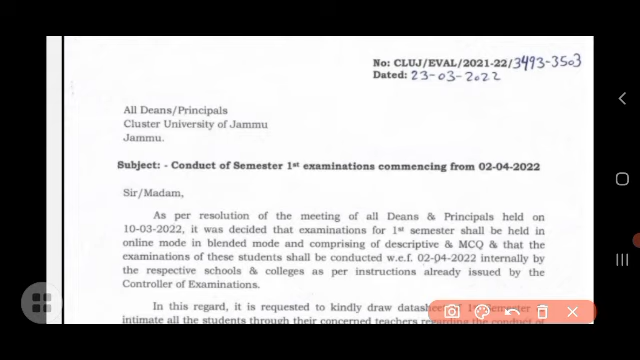 No: CLUJ/EVAL/2021-22/3493-3503
Dated: 23-03-2022
All Deans/Principals
Cluster University of Jammu
Jammu.
Subject: - Conduct of Semester 1st examinations commencing from 02-04-2022
Sir/Madam,
As per resolution of the meeting of all Deans & Principals held on
10-03-2022, it was decided that examinations for 1st semester shall be held in
online mode in blended mode and comprising of descriptive & MCQ & that the
examinations of these students shall be conducted w.e.f. 02-04-2022 internally by
the respective schools & colleges as per instructions already issued by the
Controller of Examinations.
In this regard, it is requested to kindly draw datasheet of 1st Semester
intimate all the students through their concerned teachers regarding the conduct of